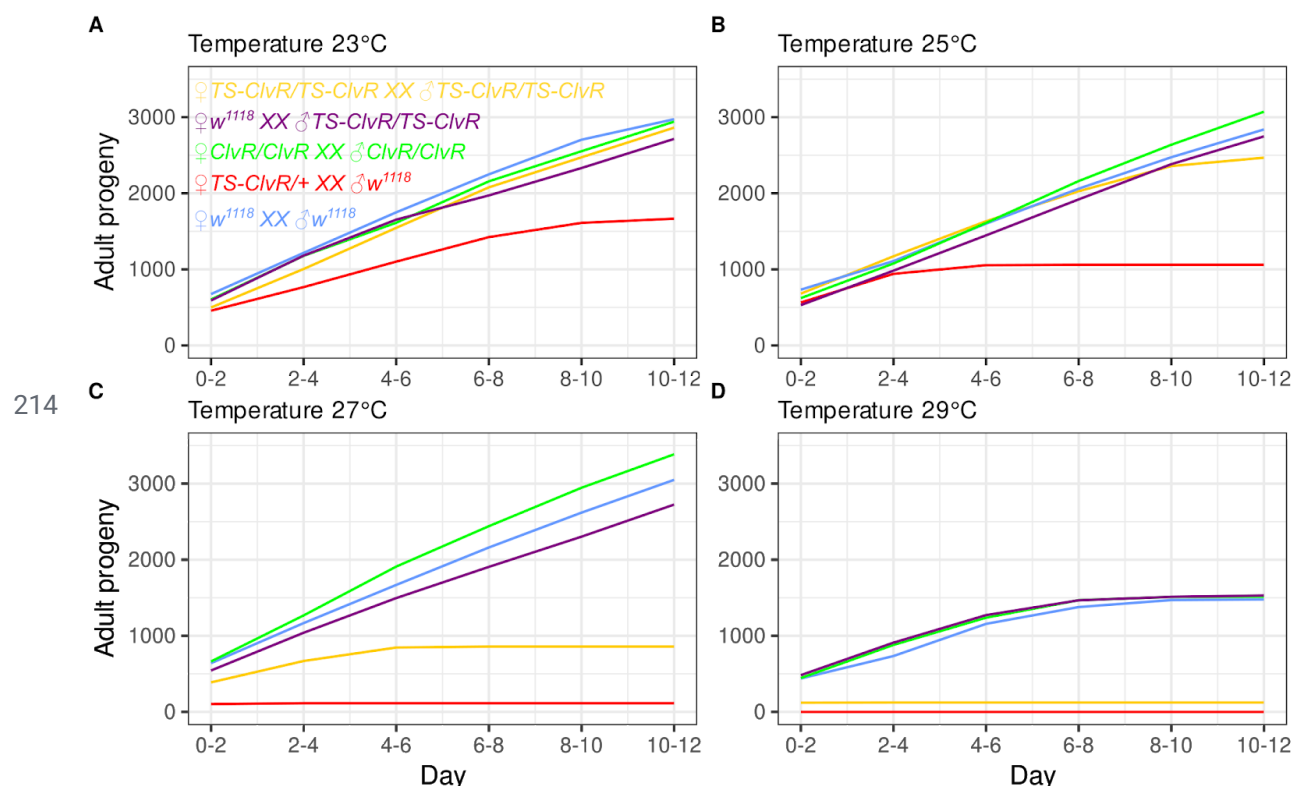 A
Temperature 23°C
♀TS-ClvR/TS-ClvR XX ♂TS-ClvR/TS-ClvR
♀w1118 XX ♂TS-ClvR/TS-ClvR
♀ClvR/ClvR XX ♂ClvR/ClvR
♀TS-ClvR/+ XX ♂w1118
♀w1118 XX ♂w1118
Adult progeny
3000
2000
1000
0
0-2 2-4 4-6 6-8 8-10 10-12
B
Temperature 25°C
3000
2000
1000
0
0-2 2-4 4-6 6-8 8-10 10-12
214
C
Temperature 27°C
Adult progeny
3000
2000
1000
0
0-2 2-4 4-6 6-8 8-10 10-12
Day
D
Temperature 29°C
3000
2000
1000
0
0-2 2-4 4-6 6-8 8-10 10-12
Day